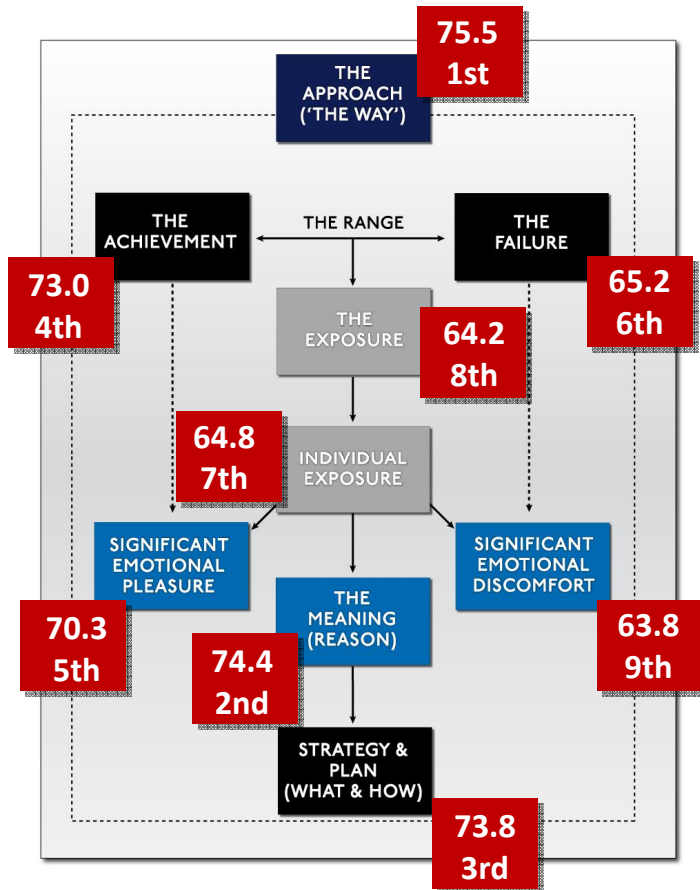 75.5
1st
THE
APPROACH
('THE WAY')
THE
ACHIEVEMENT
THE RANGE
THE
FAILURE
73.0
4th
65.2
6th
THE
EXPOSURE
64.2
8th
64.8
7th
INDIVIDUAL
EXPOSURE
SIGNIFICANT
EMOTIONAL
PLEASURE
SIGNIFICANT
EMOTIONAL
DISCOMFORT
THE
MEANING
(REASON)
70.3
5th
63.8
9th
74.4
2nd
STRATEGY &
PLAN
(WHAT & HOW)
73.8
3rd